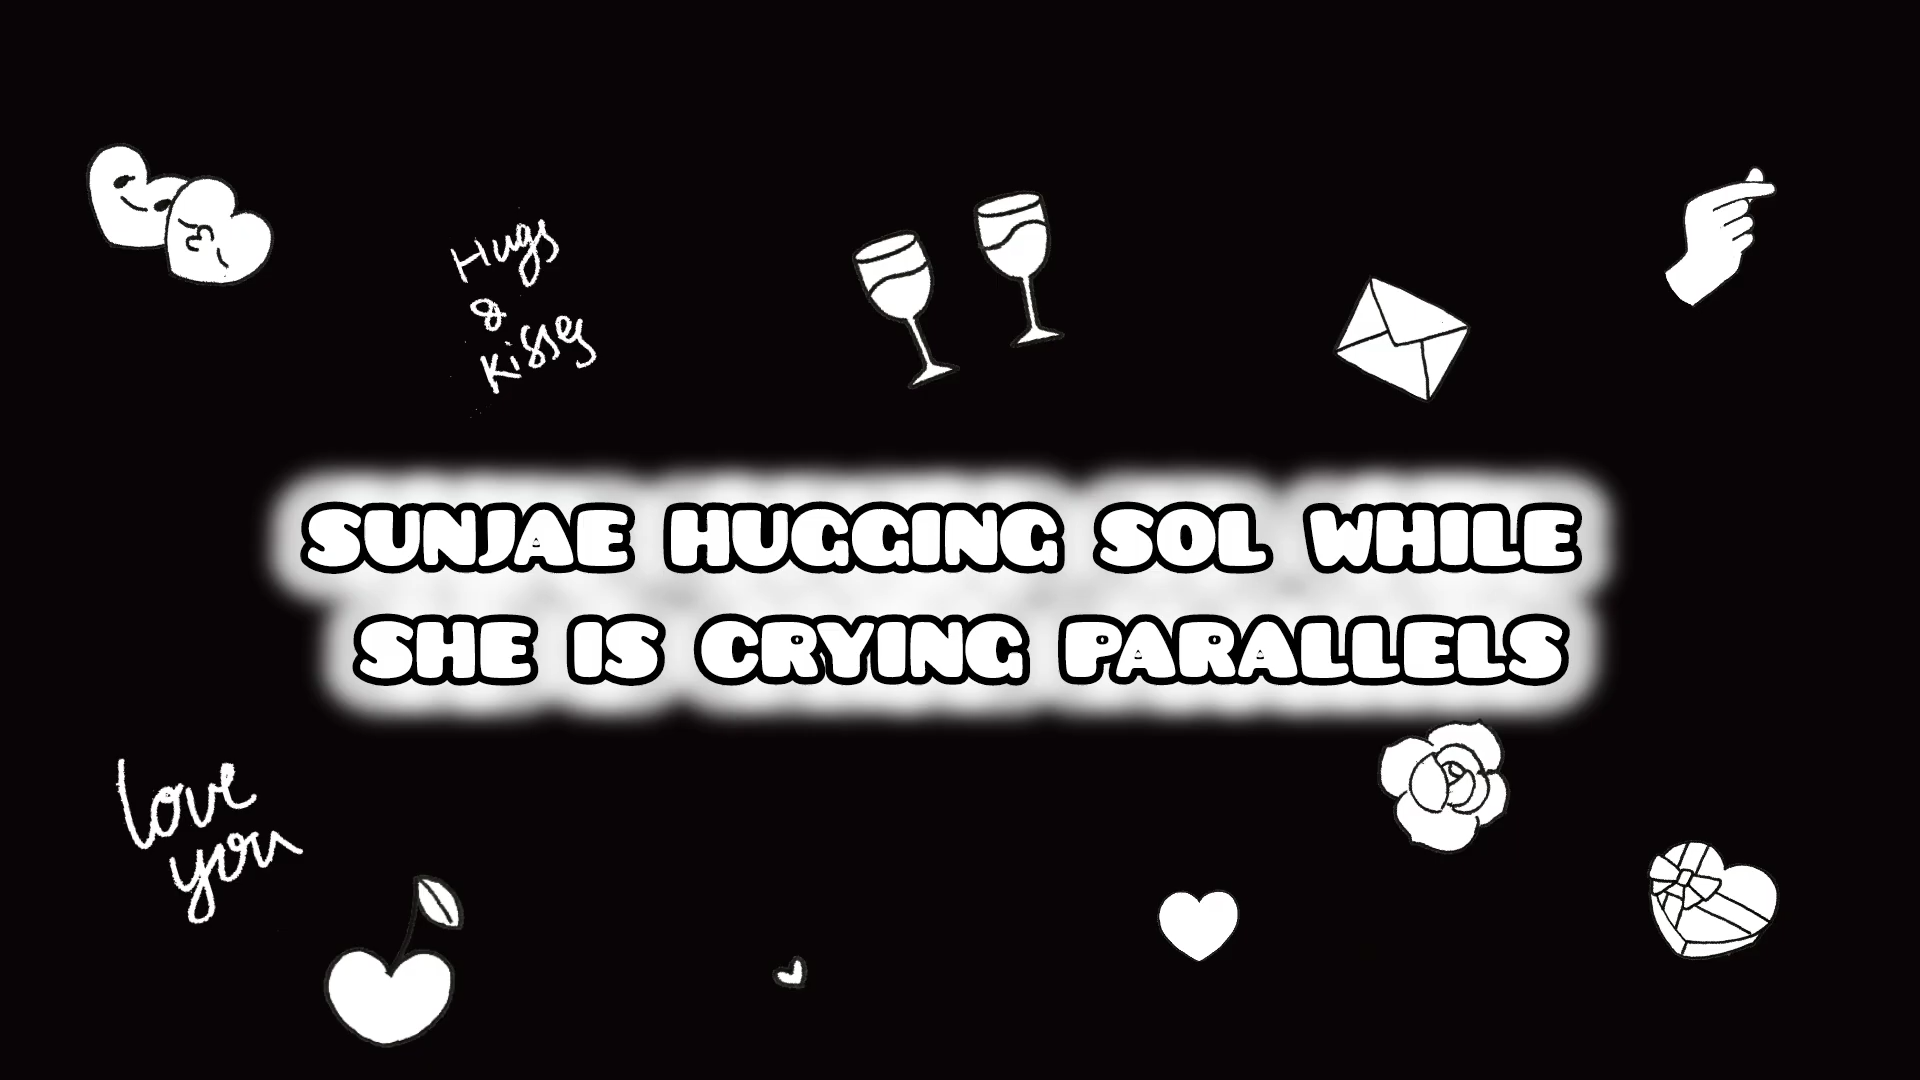 Hugs
&
Kisses
SUNJAE HUGGING SOL WHILE
SHE IS CRYING PARALLELS
love
you